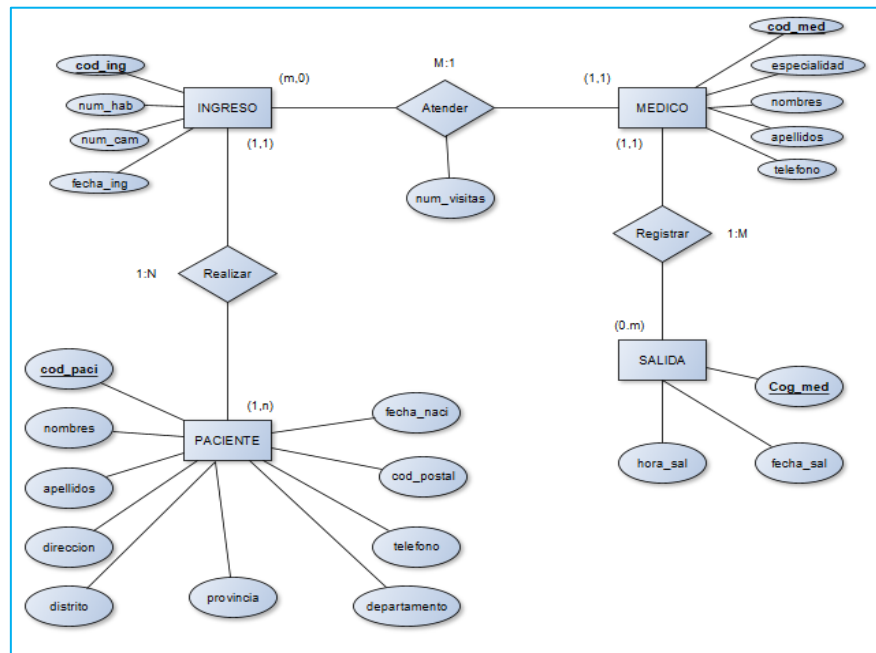 cod_med
cod_ing
M:1
(m,0)
(1,1)
especialidad
num_hab
INGRESO
Atender
MEDICO
nombres
num_cam
(1,1)
(1,1)
apellidos
fecha_ing
telefono
num_visitas
Registrar
1:M
1:N
Realizar
(0.m)
SALIDA
cod_paci
Cog_med
(1,n)
fecha_naci
nombres
PACIENTE
hora_sal
fecha_sal
cod_postal
apellidos
direccion
telefono
distrito
provincia
departamento